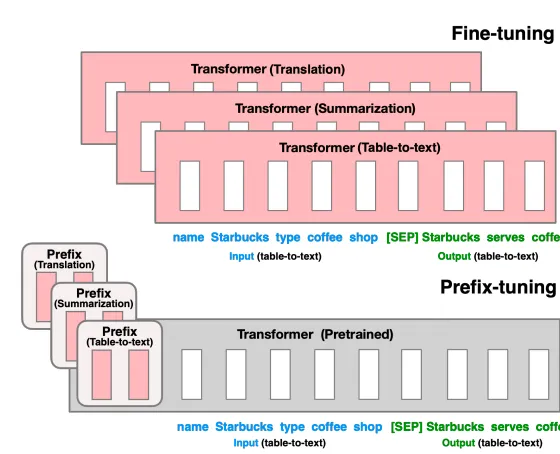 Fine-tuning
Transformer (Translation)
Transformer (Summarization)
Transformer (Table-to-text)
name Starbucks type coffee shop [SEP] Starbucks serves coffe
Input (table-to-text) Output (table-to-text)
Prefix
(Translation)
Prefix
(Summarization)
Prefix
(Table-to-text)
Prefix-tuning
Transformer (Pretrained)
name Starbucks type coffee shop [SEP] Starbucks serves coffe
Input (table-to-text) Output (table-to-text)